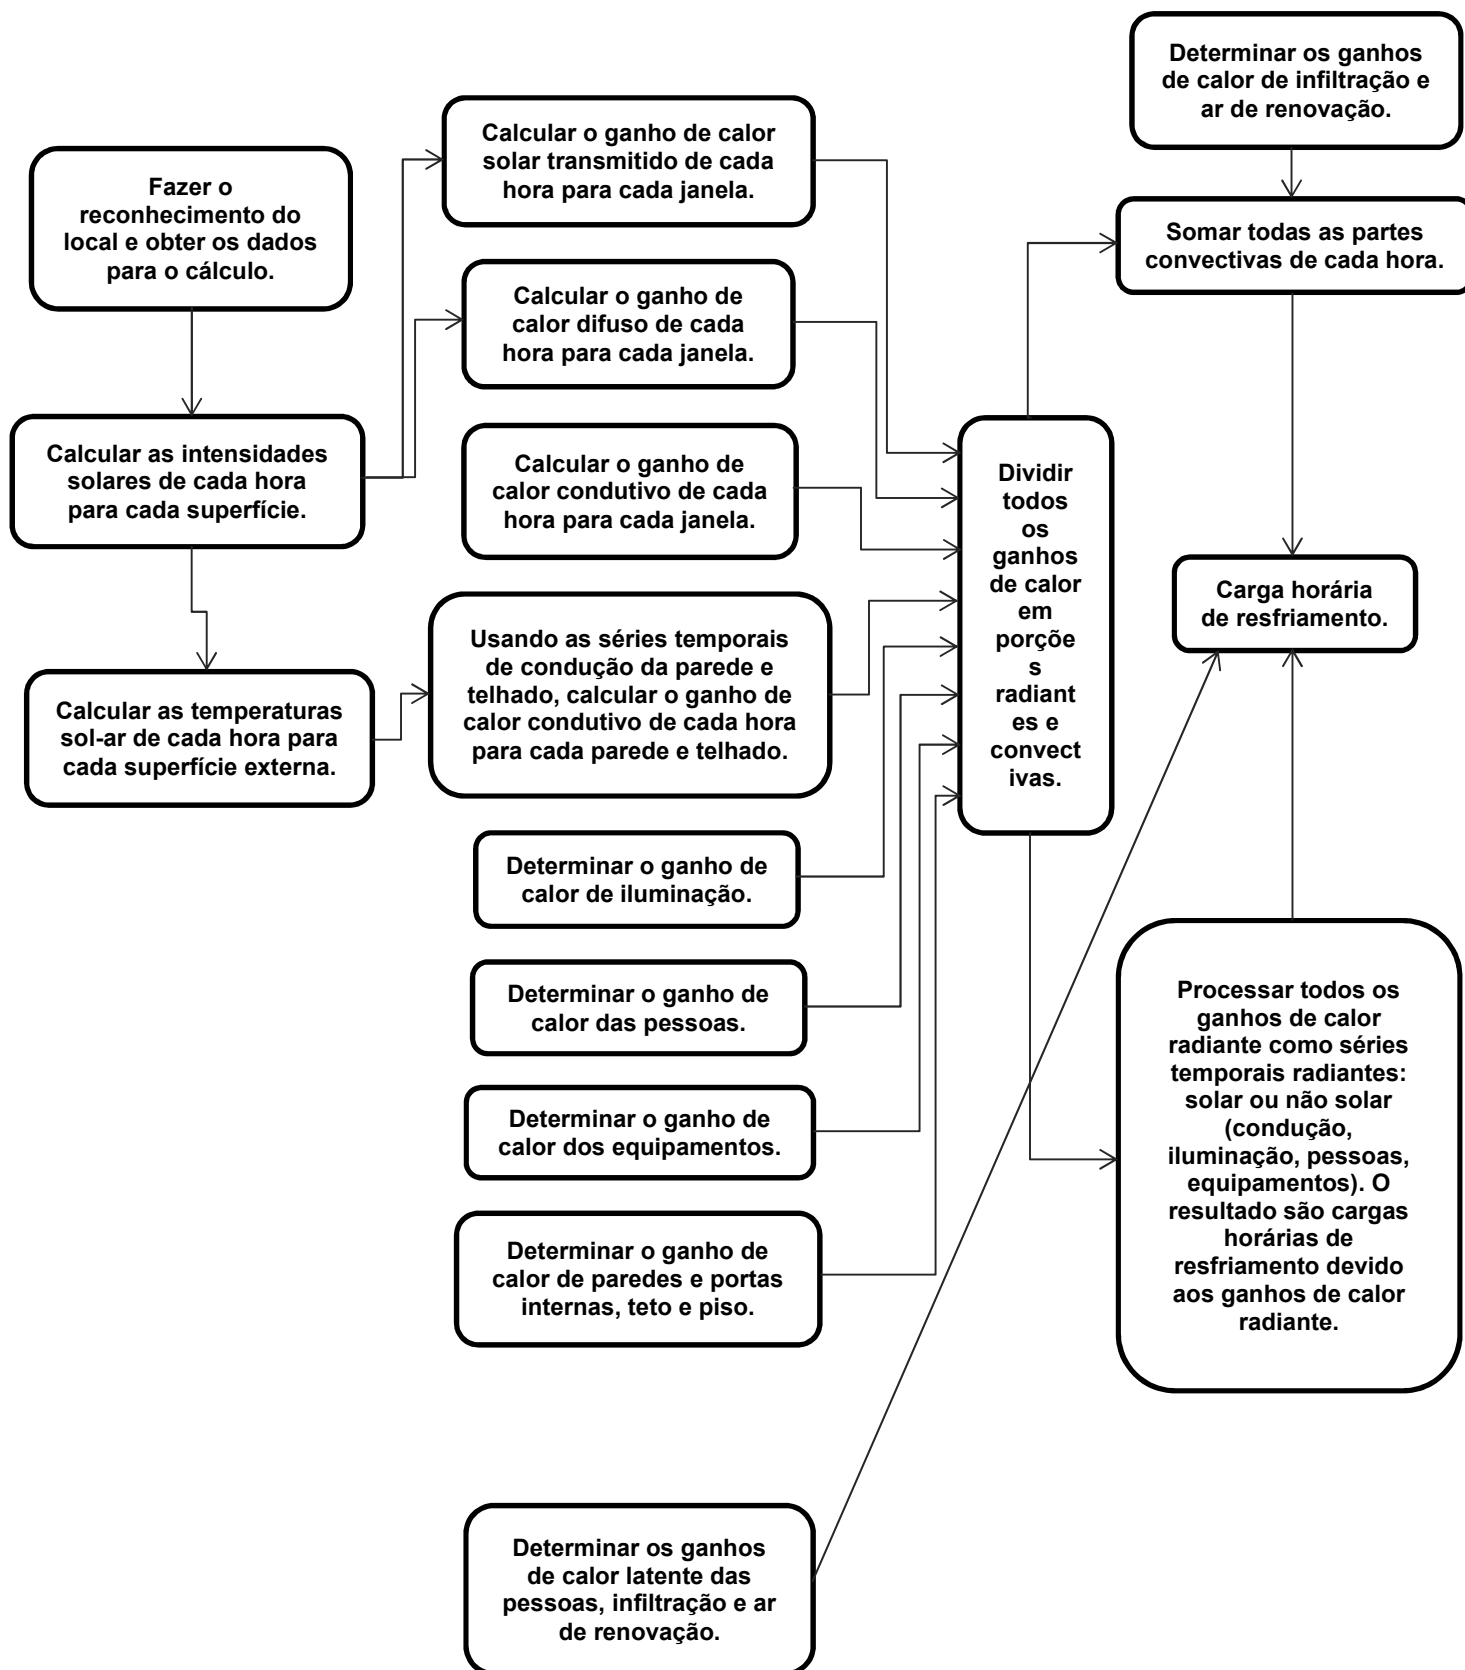 Fazer o
reconhecimento do
local e obter os dados
para o cálculo.
Calcular as intensidades
solares de cada hora
para cada superfície.
Calcular as temperaturas
sol-ar de cada hora para
cada superfície externa.
Calcular o ganho de calor
solar transmitido de cada
hora para cada janela.
Calcular o ganho de
calor difuso de cada
hora para cada janela.
Calcular o ganho de
calor condutivo de cada
hora para cada janela.
Usando as séries temporais
de condução da parede e
telhado, calcular o ganho de
calor condutivo de cada hora
para cada parede e telhado.
Determinar o ganho de
calor de iluminação.
Determinar o ganho de
calor das pessoas.
Determinar o ganho de
calor dos equipamentos.
Determinar o ganho de
calor de paredes e portas
internas, teto e piso.
Determinar os ganhos
de calor latente das
pessoas, infiltração e ar
de renovação.
Dividir
todos
os
ganhos
de calor
em
porçõe
s
radiant
es e
convect
ivas.
Determinar os ganhos
de calor de infiltração e
ar de renovação.
Somar todas as partes
convectivas de cada hora.
Carga horária
de resfriamento.
Processar todos os
ganhos de calor
radiante como séries
temporais radiantes:
solar ou não solar
(condução,
iluminação, pessoas,
equipamentos). O
resultado são cargas
horárias de
resfriamento devido
aos ganhos de calor
radiante.